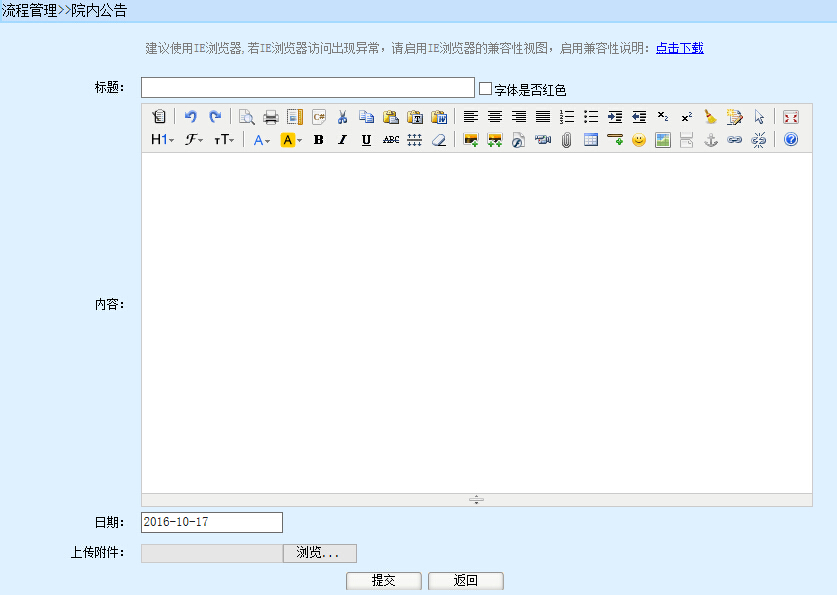 流程管理>>院内公告
建议使用IE浏览器,若IE浏览器访问出现异常，请启用IE浏览器的兼容性视图，启用兼容性说明：点击下载
标题：
字体是否红色
H1 F тT A A B I U ABC
内容：
日期：
2016-10-17
上传附件：
浏览...
提交 返回